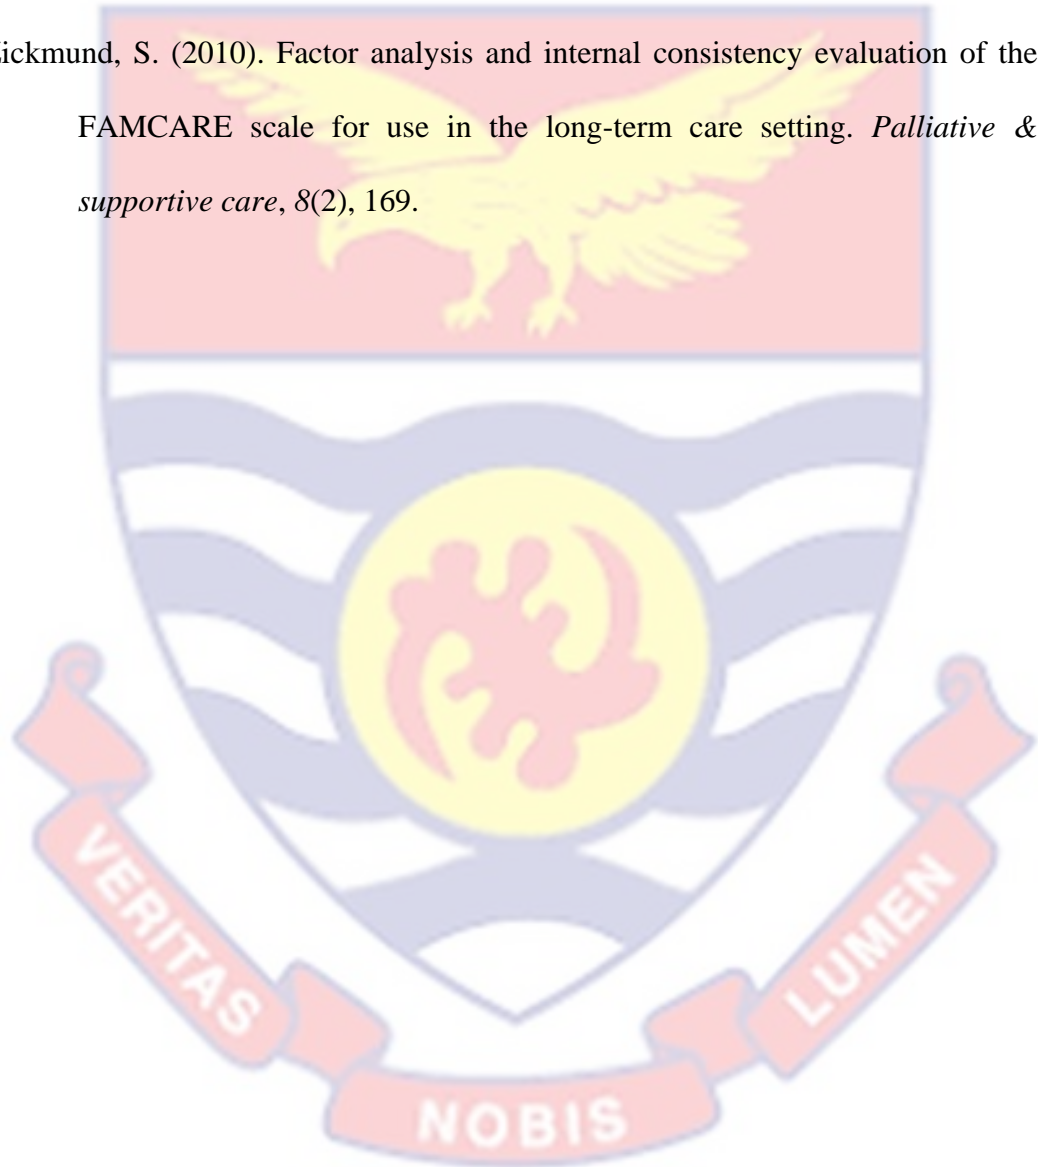 Zickmund, S. (2010). Factor analysis and internal consistency evaluation of the
FAMCARE scale for use in the long-term care setting. Palliative &
supportive care, 8(2), 169.
VERITAS
NOBIS
LUMEN